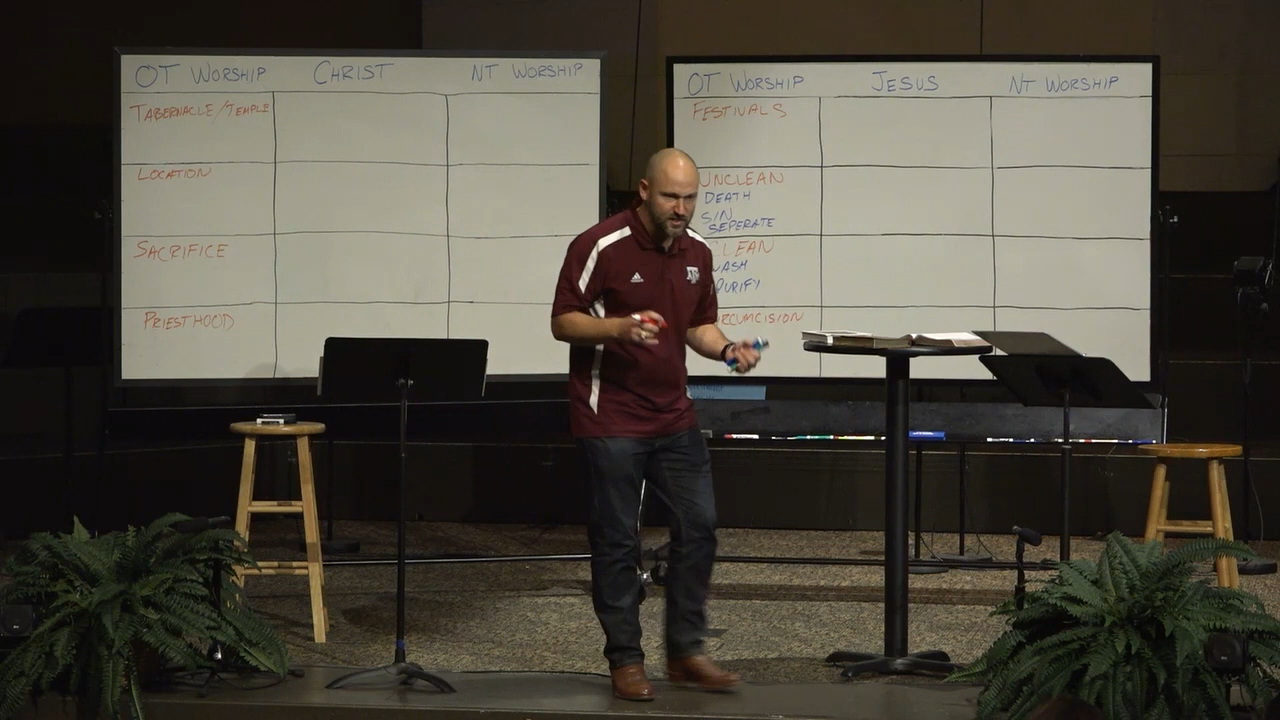 OT WORSHIP CHRIST NT WORSHIP
TABERNACLE/TEMPLE
LOCATION
SACRIFICE
PRIESTHOOD
OT WORSHIP JESUS NT WORSHIP
FESTIVALS
UNCLEAN
DEATH
SIN
SEPERATE
CLEAN
WASH
PURIFY
CIRCUMCISION